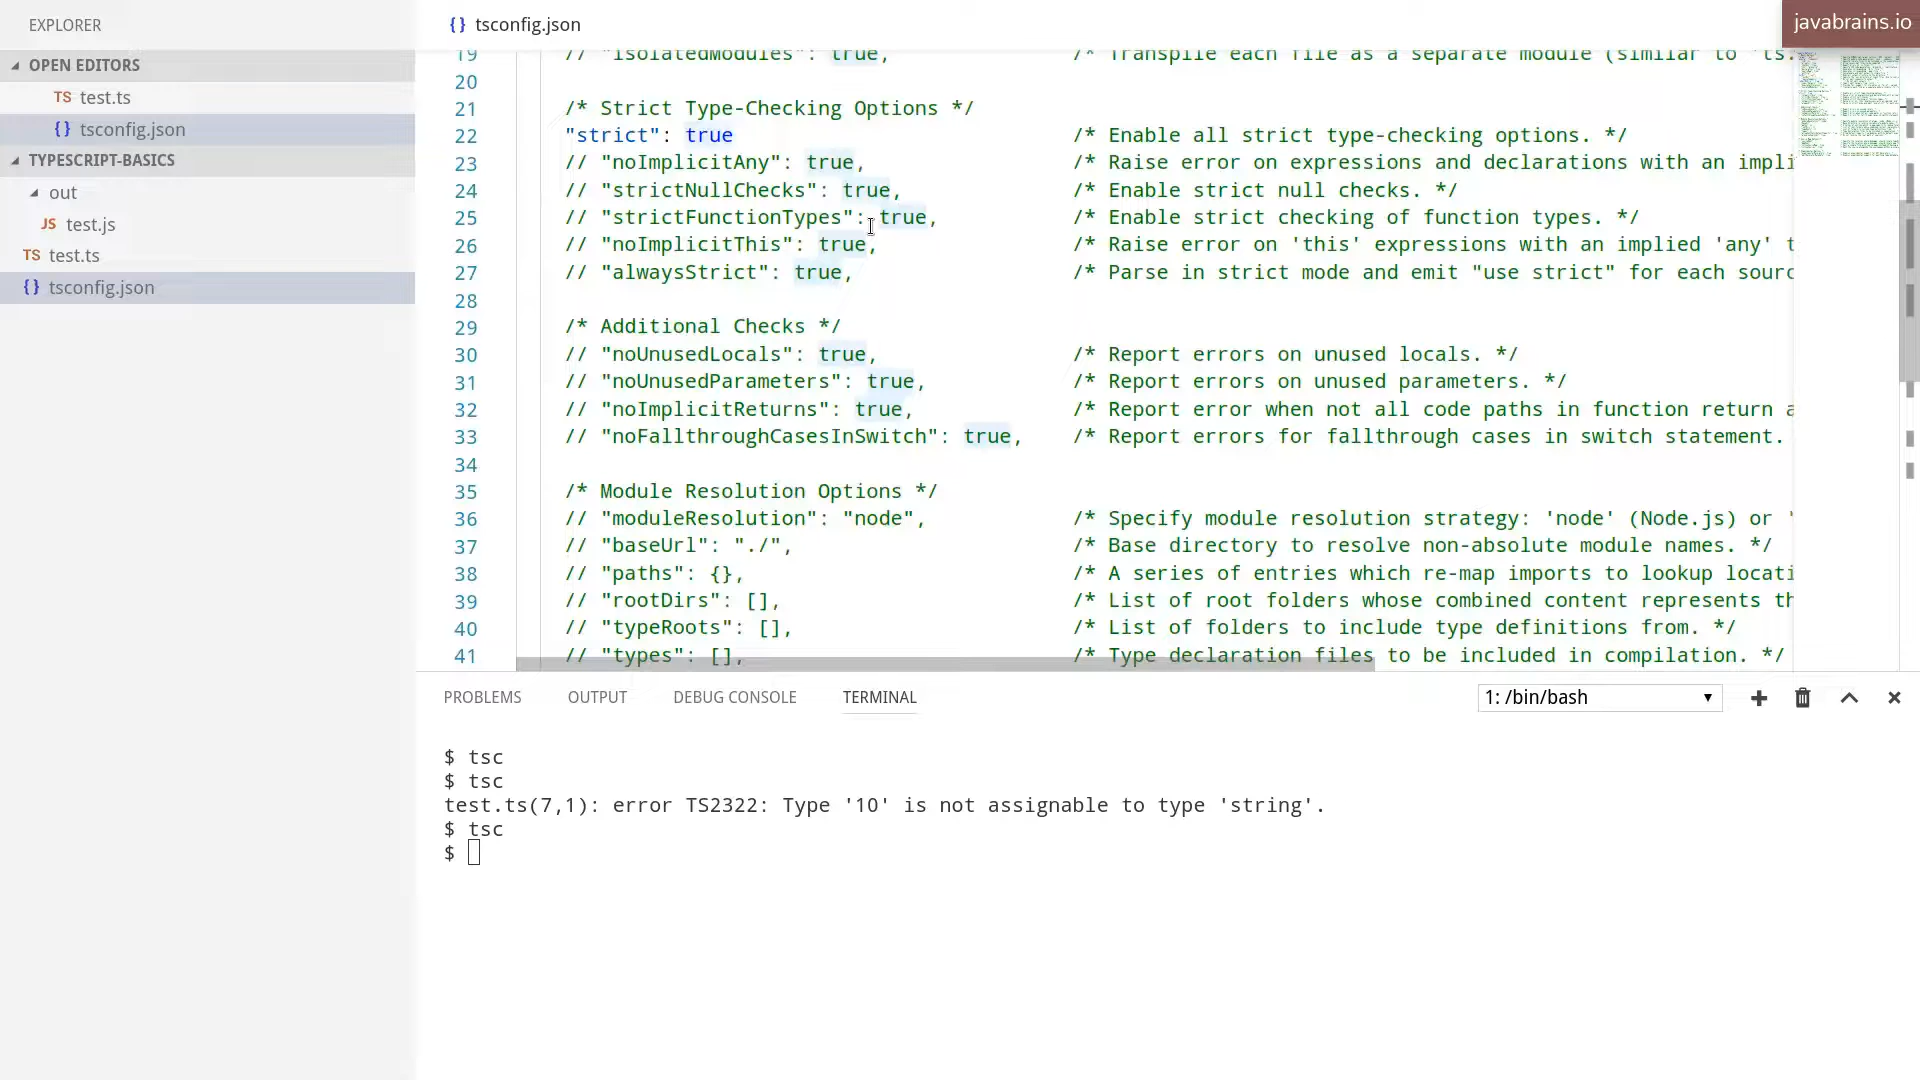 EXPLORER
{} tsconfig.json
javabrains.io
OPEN EDITORS
TS test.ts
{} tsconfig.json
TYPESCRIPT-BASICS
out
JS test.js
TS test.ts
{} tsconfig.json
19 // "isolatedModules": true, /* Transpile each file as a separate module (similar to 'ts.
20
21 /* Strict Type-Checking Options */
22 "strict": true /* Enable all strict type-checking options. */
23 // "noImplicitAny": true, /* Raise error on expressions and declarations with an impli
24 // "strictNullChecks": true, /* Enable strict null checks. */
25 // "strictFunctionTypes": true, /* Enable strict checking of function types. */
26 // "noImplicitThis": true, /* Raise error on 'this' expressions with an implied 'any' t
27 // "alwaysStrict": true, /* Parse in strict mode and emit "use strict" for each sourc
28
29 /* Additional Checks */
30 // "noUnusedLocals": true, /* Report errors on unused locals. */
31 // "noUnusedParameters": true, /* Report errors on unused parameters. */
32 // "noImplicitReturns": true, /* Report error when not all code paths in function return a
33 // "noFallthroughCasesInSwitch": true, /* Report errors for fallthrough cases in switch statement.
34
35 /* Module Resolution Options */
36 // "moduleResolution": "node", /* Specify module resolution strategy: 'node' (Node.js) or '
37 // "baseUrl": "./", /* Base directory to resolve non-absolute module names. */
38 // "paths": {}, /* A series of entries which re-map imports to lookup locati
39 // "rootDirs": [], /* List of root folders whose combined content represents th
40 // "typeRoots": [], /* List of folders to include type definitions from. */
41 // "types": [], /* Type declaration files to be included in compilation. */
PROBLEMS OUTPUT DEBUG CONSOLE TERMINAL 1: /bin/bash
$ tsc
$ tsc
test.ts(7,1): error TS2322: Type '10' is not assignable to type 'string'.
$ tsc
$